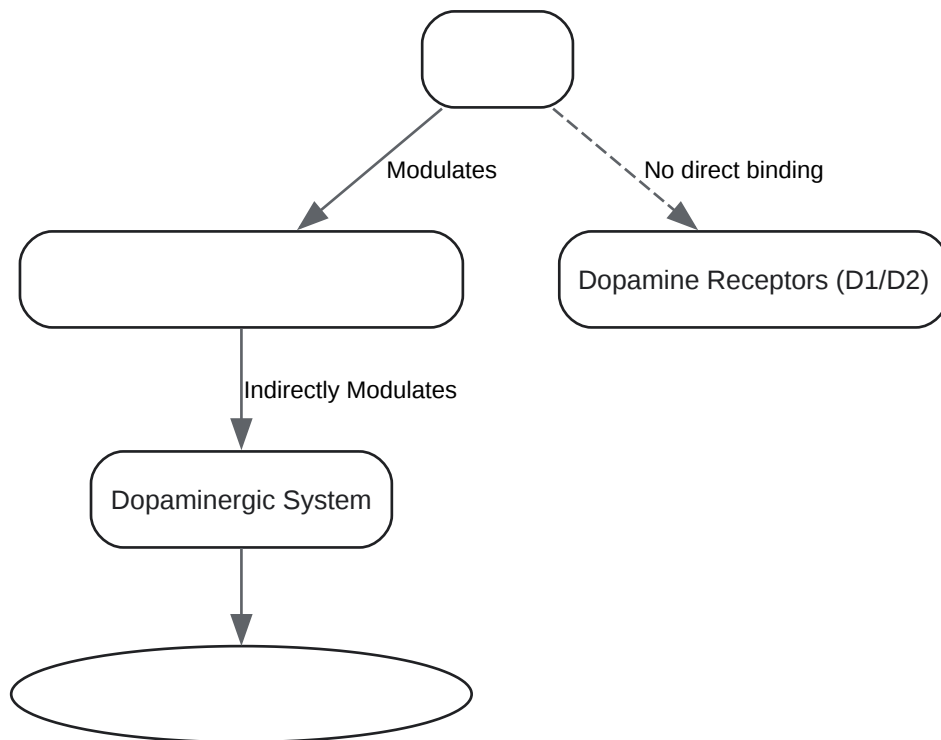 Modulates
No direct binding
Dopamine Receptors (D1/D2)
Indirectly Modulates
Dopaminergic System